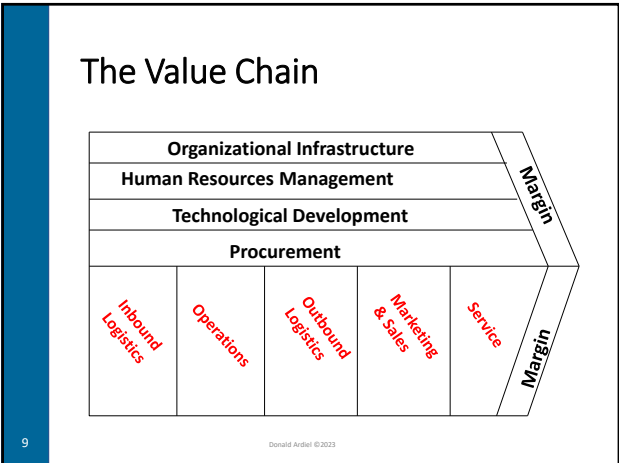 The Value Chain
Organizational Infrastructure
Human Resources Management
Technological Development
Procurement
Margin
Inbound
Logistics
Operations
Outbound
Logistics
Marketing
& Sales
Service
Margin
9
Donald Ardiel ©2023